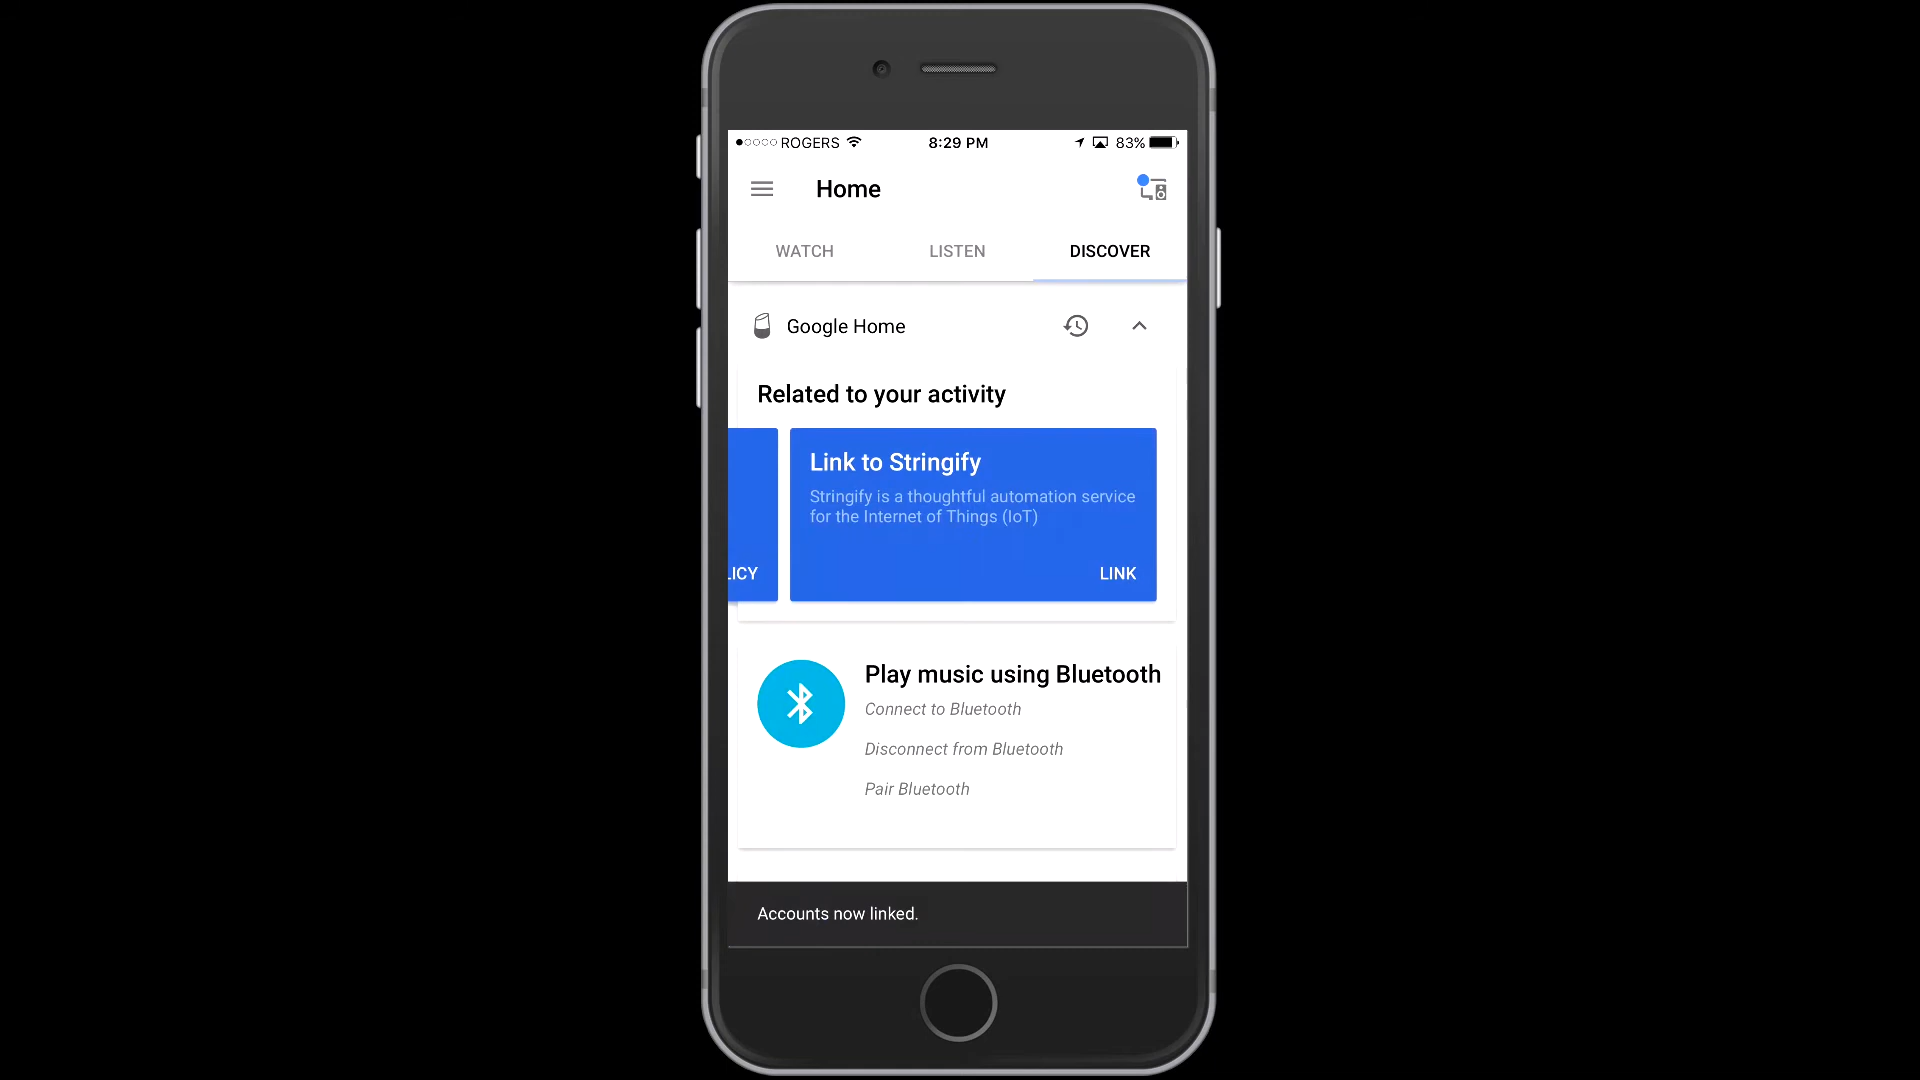 ROGERS 8:29 PM 83%
Home
WATCH LISTEN DISCOVER
Google Home
Related to your activity
Link to Stringify
Stringify is a thoughtful automation service
for the Internet of Things (IoT)
LICY LINK
Play music using Bluetooth
Connect to Bluetooth
Disconnect from Bluetooth
Pair Bluetooth
Accounts now linked.